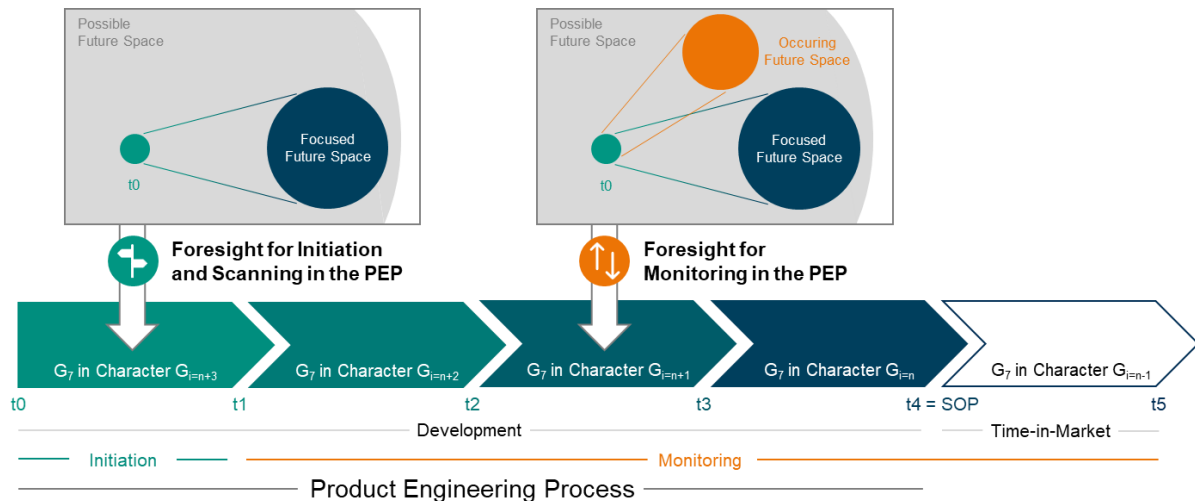 Possible
Future Space
Focused
Future Space
t0
Possible
Future Space
Occuring
Future Space
Focused
Future Space
t0
Foresight for Initiation
and Scanning in the PEP
Foresight for
Monitoring in the PEP
G7 in Character Gi=n+3
G7 in Character Gi=n+2
G7 in Character Gi=n+1
G7 in Character Gi=n
G7 in Character Gi=n-1
t0 t1 t2 t3 t4 = SOP t5
Development Time-in-Market
Initiation Monitoring
Product Engineering Process